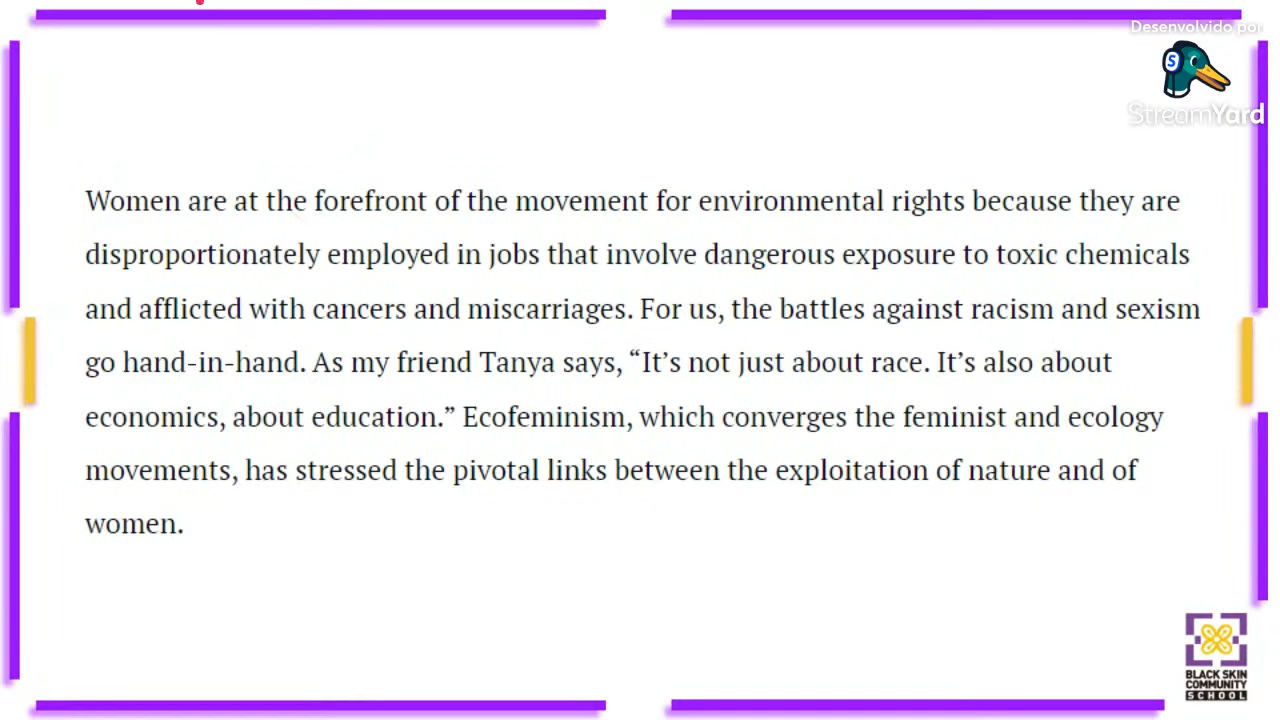 Desenvolvido por
StreamYard
Women are at the forefront of the movement for environmental rights because they are
disproportionately employed in jobs that involve dangerous exposure to toxic chemicals
and afflicted with cancers and miscarriages. For us, the battles against racism and sexism
go hand-in-hand. As my friend Tanya says, “It’s not just about race. It’s also about
economics, about education.” Ecofeminism, which converges the feminist and ecology
movements, has stressed the pivotal links between the exploitation of nature and of
women.
BLACK SKIN
COMMUNITY
SCHOOL